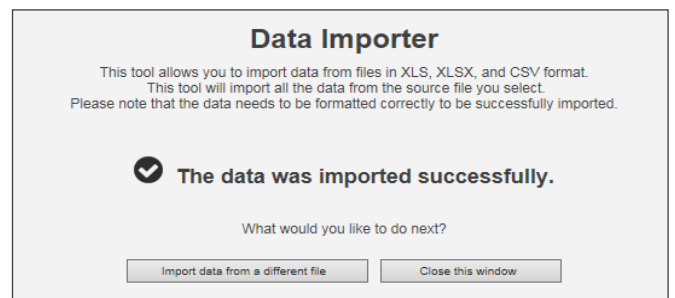 Data Importer
This tool allows you to import data from files in XLS, XLSX, and CSV format.
This tool will import all the data from the source file you select.
Please note that the data needs to be formatted correctly to be successfully imported.
The data was imported successfully.
What would you like to do next?
Import data from a different file
Close this window